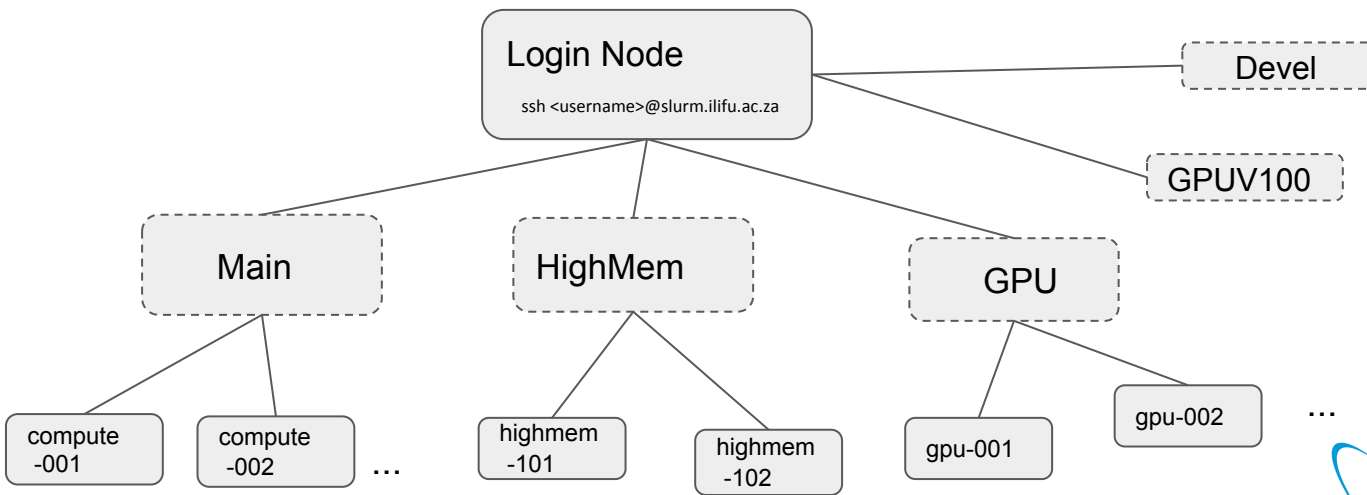 Login Node
ssh <username>@slurm.ilifu.ac.za
Devel
GPUV100
Main
HighMem
GPU
compute
-001
compute
-002
...
highmem
-101
highmem
-102
gpu-001
gpu-002
...